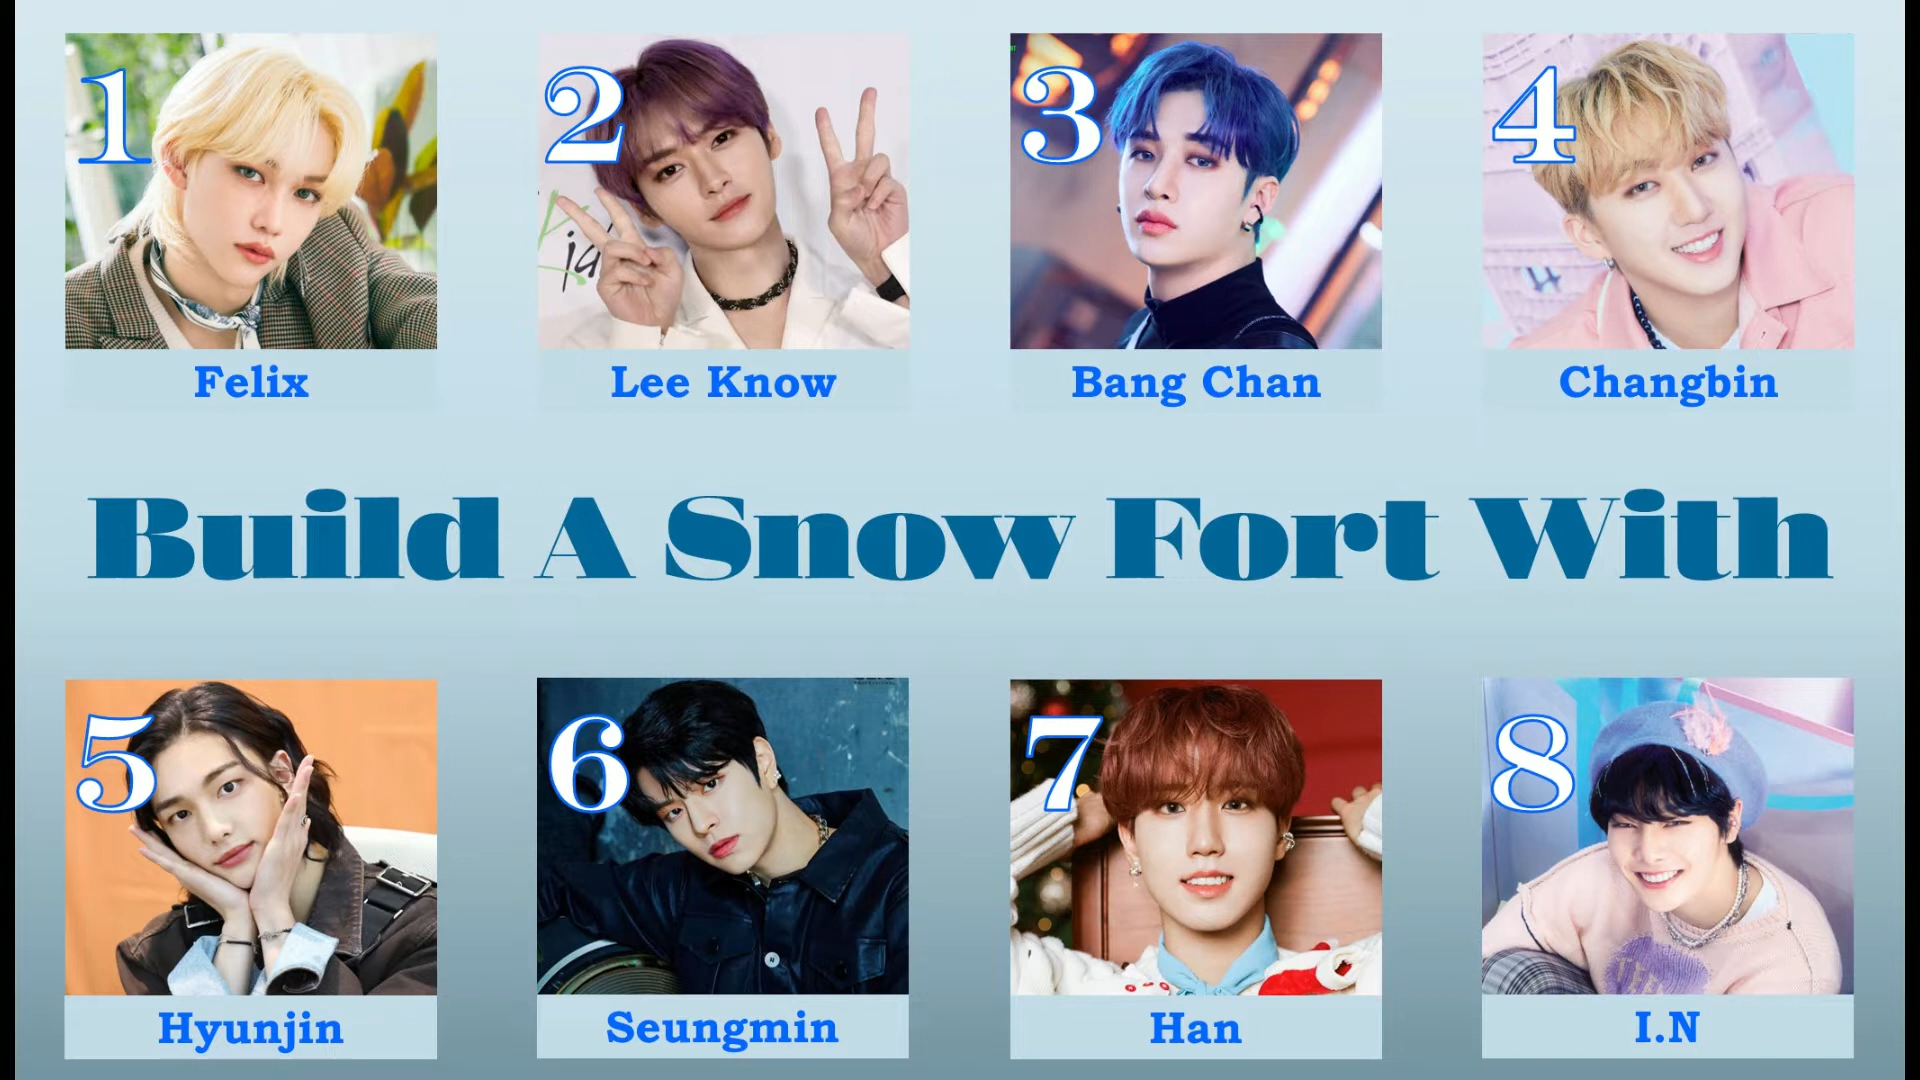 1
2
3
4
Felix
Lee Know
Bang Chan
Changbin
Build A Snow Fort With
5
6
7
8
Hyunjin
Seungmin
Han
I.N